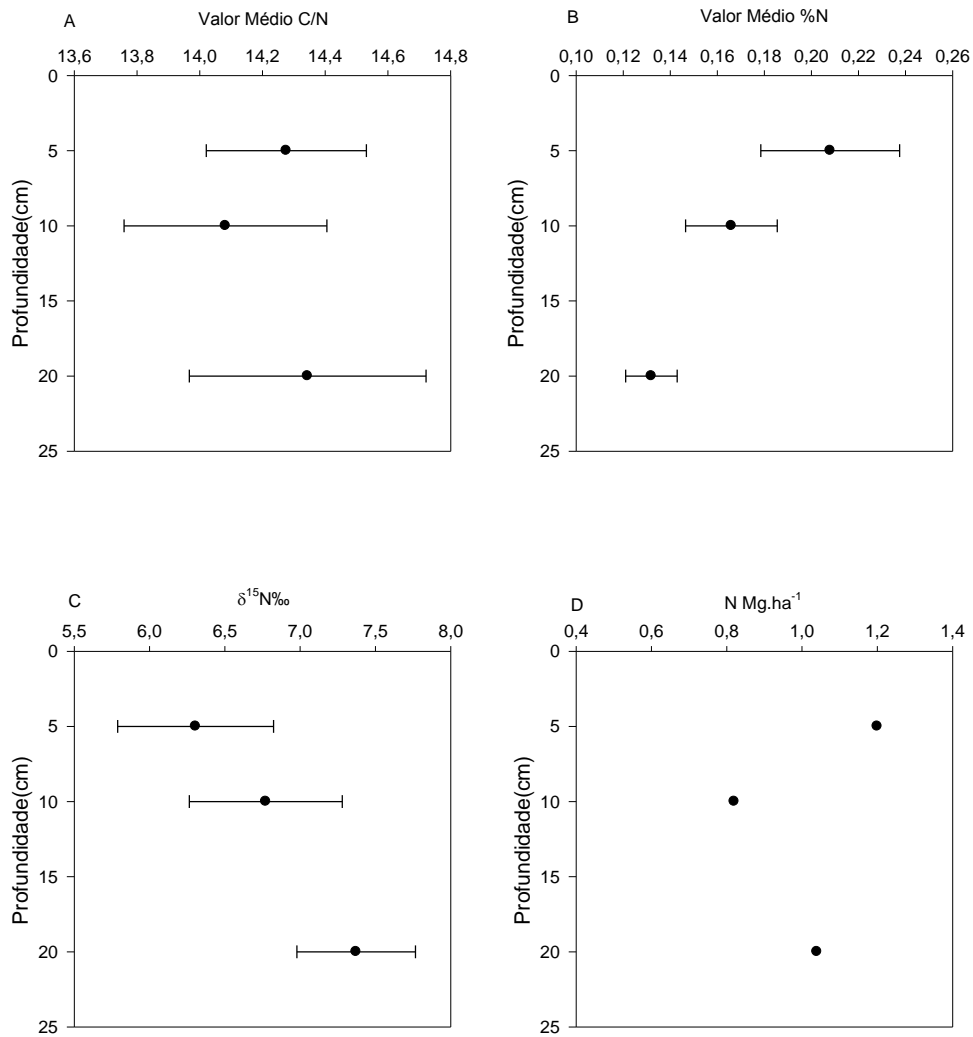 A
Valor Médio C/N
13,6 13,8 14,0 14,2 14,4 14,6 14,8
0
5
10
15
20
25
Profundidade(cm)
B
Valor Médio %N
0,10 0,12 0,14 0,16 0,18 0,20 0,22 0,24 0,26
0
5
10
15
20
25
Profundidade(cm)
C
δ¹⁵N‰
5,5 6,0 6,5 7,0 7,5 8,0
0
5
10
15
20
25
Profundidade(cm)
D
N Mg.ha⁻¹
0,4 0,6 0,8 1,0 1,2 1,4
0
5
10
15
20
25
Profundidade(cm)